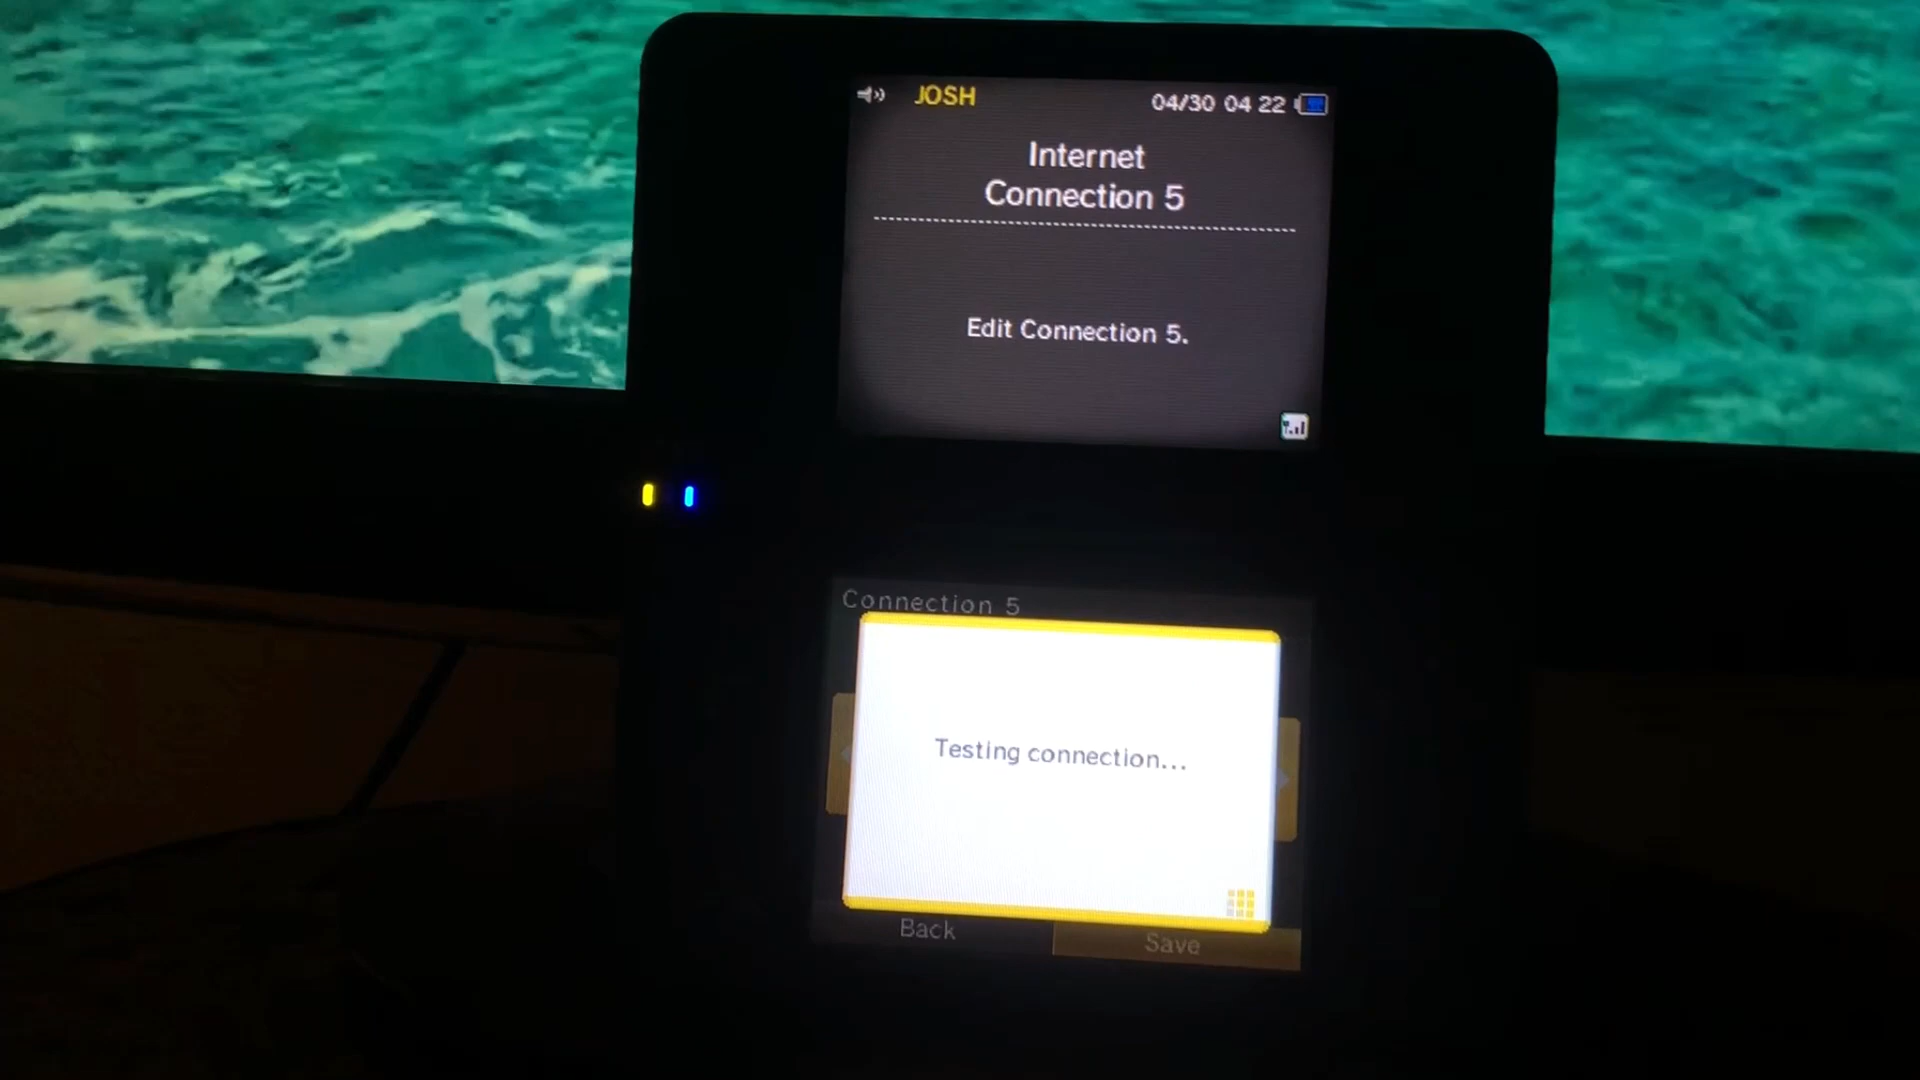 JOSH 04/30 04 22
Internet
Connection 5
Edit Connection 5.
Connection 5
Testing connection...
Back Save